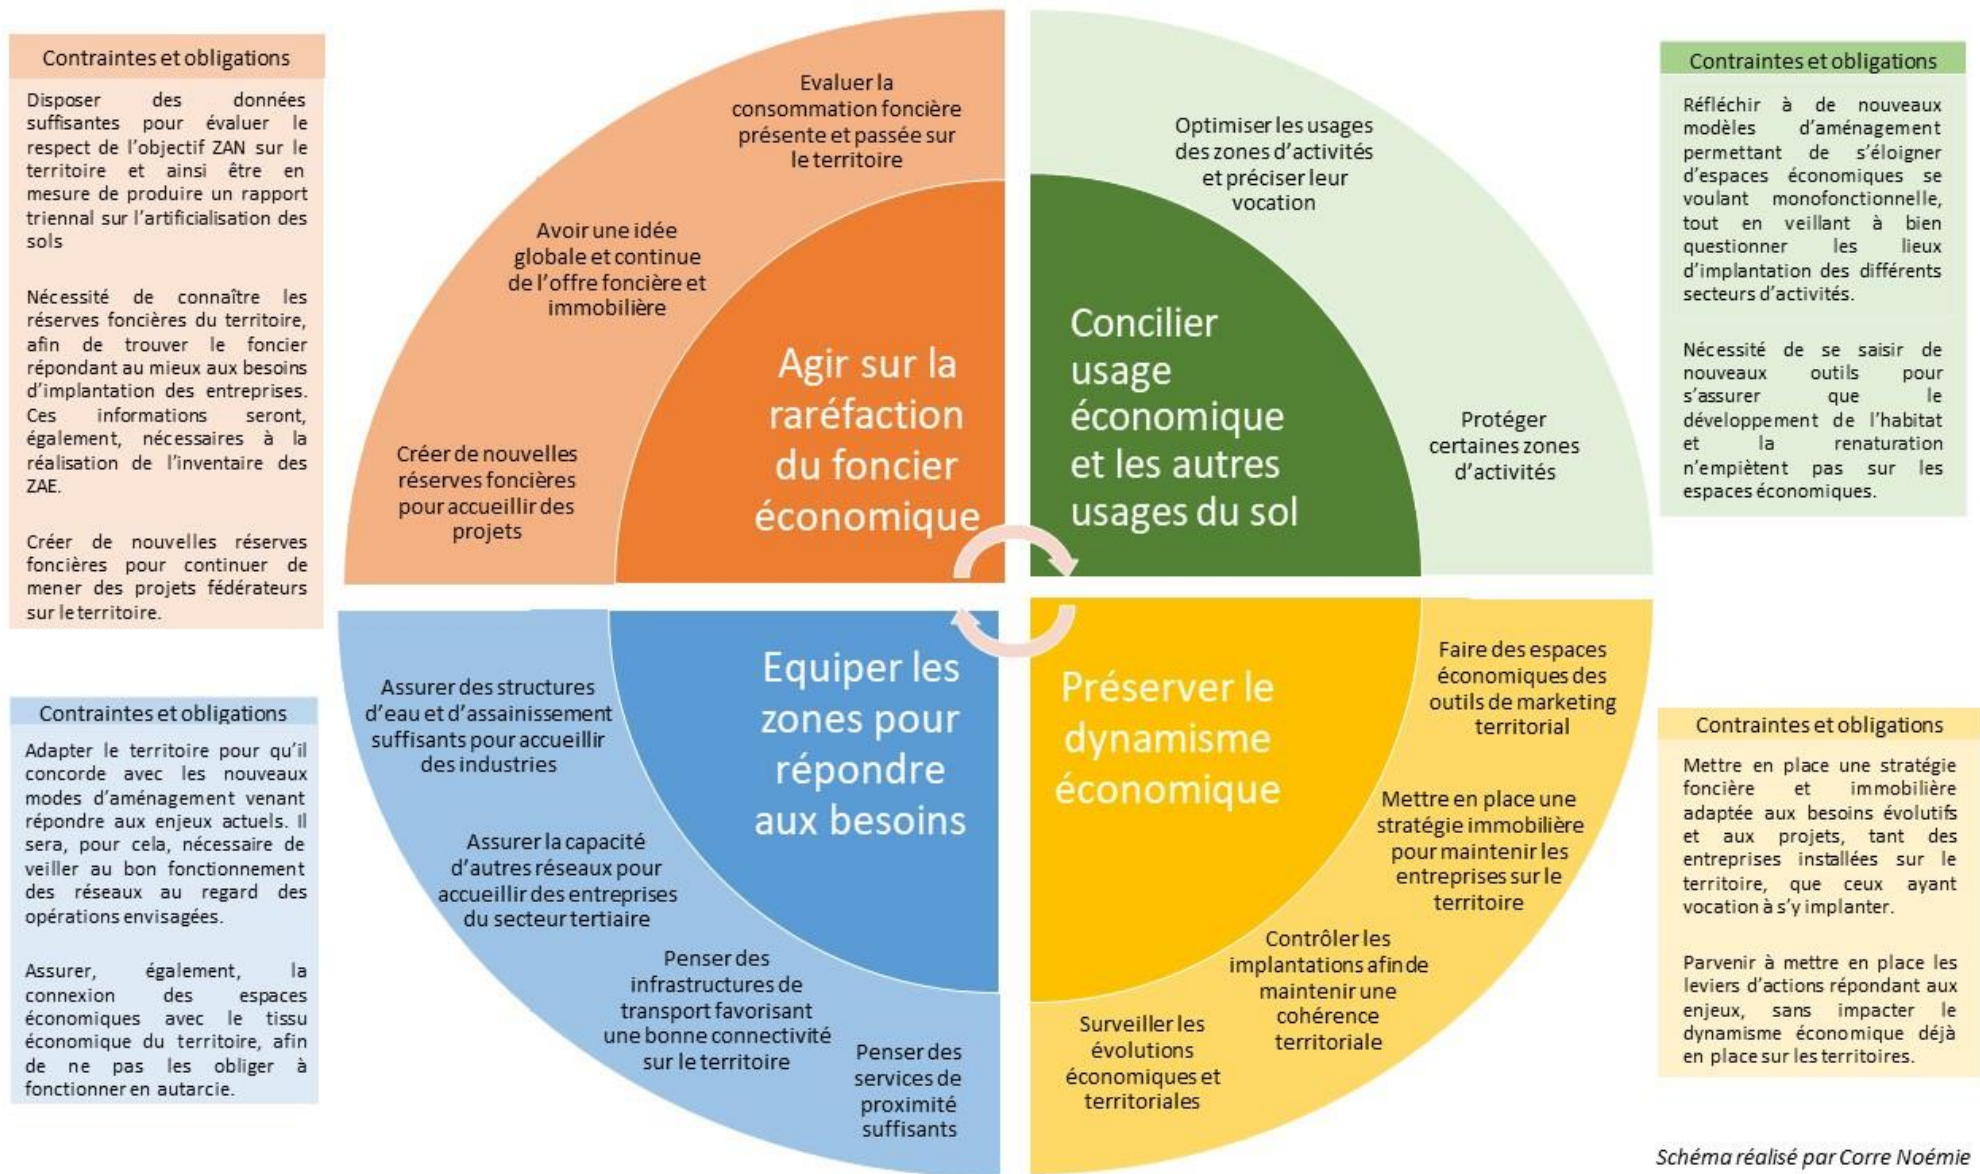 Contraintes et obligations
Disposer des données
suffisantes pour évaluer le
respect de l'objectif ZAN sur le
territoire et ainsi être en
mesure de produire un rapport
triennal sur l'artificialisation des
sols
Nécessité de connaître les
réserves foncières du territoire,
afin de trouver le foncier
répondant au mieux aux besoins
d'implantation des entreprises.
Ces informations seront,
également, nécessaires à la
réalisation de l'inventaire des
ZAE.
Créer de nouvelles réserves
foncières pour continuer de
mener des projets fédérateurs
sur le territoire.
Evaluer la
consommation foncière
présente et passée sur
le territoire
Avoir une idée
globale et continue
de l'offre foncière et
immobilière
Créer de nouvelles
réserves foncières
pour accueillir des
projets
Agir sur la
raréfaction
du foncier
économique
Concilier
usage
économique
et les autres
usages du sol
Optimiser les usages
des zones d'activités
et préciser leur
vocation
Protéger
certaines zones
d'activités
Contraintes et obligations
Réfléchir à de nouveaux
modèles d'aménagement
permettant de s'éloigner
d'espaces économiques se
voulant monofonctionnelle,
tout en veillant à bien
questionner les lieux
d'implantation des différents
secteurs d'activités.
Nécessité de se saisir de
nouveaux outils pour
s'assurer que le
développement de l'habitat
et la renaturation
n'empiètent pas sur les
espaces économiques.
Contraintes et obligations
Adapter le territoire pour qu'il
concorde avec les nouveaux
modes d'aménagement venant
répondre aux enjeux actuels. Il
sera, pour cela, nécessaire de
veiller au bon fonctionnement
des réseaux au regard des
opérations envisagées.
Assurer, également, la
connexion des espaces
économiques avec le tissu
économique du territoire, afin
de ne pas les obliger à
fonctionner en autarcie.
Assurer des structures
d'eau et d'assainissement
suffisants pour accueillir
des industries
Assurer la capacité
d'autres réseaux pour
accueillir des entreprises
du secteur tertiaire
Penser des
infrastructures de
transport favorisant
une bonne connectivité
sur le territoire
Penser des
services de
proximité
suffisants
Equiper les
zones pour
répondre
aux besoins
Préserver le
dynamisme
économique
Faire des espaces
économiques des
outils de marketing
territorial
Mettre en place une
stratégie immobilière
pour maintenir les
entreprises sur le
territoire
Contrôler les
implantations afin de
maintenir une
cohérence
territoriale
Surveiller les
évolutions
économiques et
territoriales
Contraintes et obligations
Mettre en place une stratégie
foncière et immobilière
adaptée aux besoins évolutifs
et aux projets, tant des
entreprises installées sur le
territoire, que ceux ayant
vocation à s'y implanter.
Parvenir à mettre en place les
leviers d'actions répondant aux
enjeux, sans impacter le
dynamisme économique déjà
en place sur les territoires.
Schéma réalisé par Corre Noémie